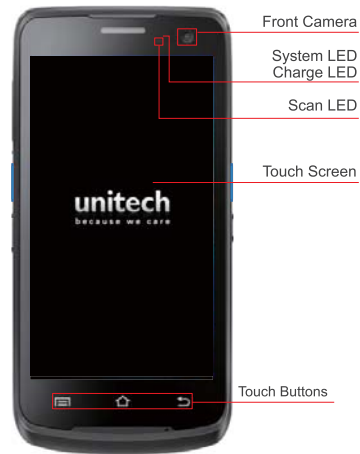 Front Camera
System LED
Charge LED
Scan LED
Touch Screen
unitech
because we care
Touch Buttons